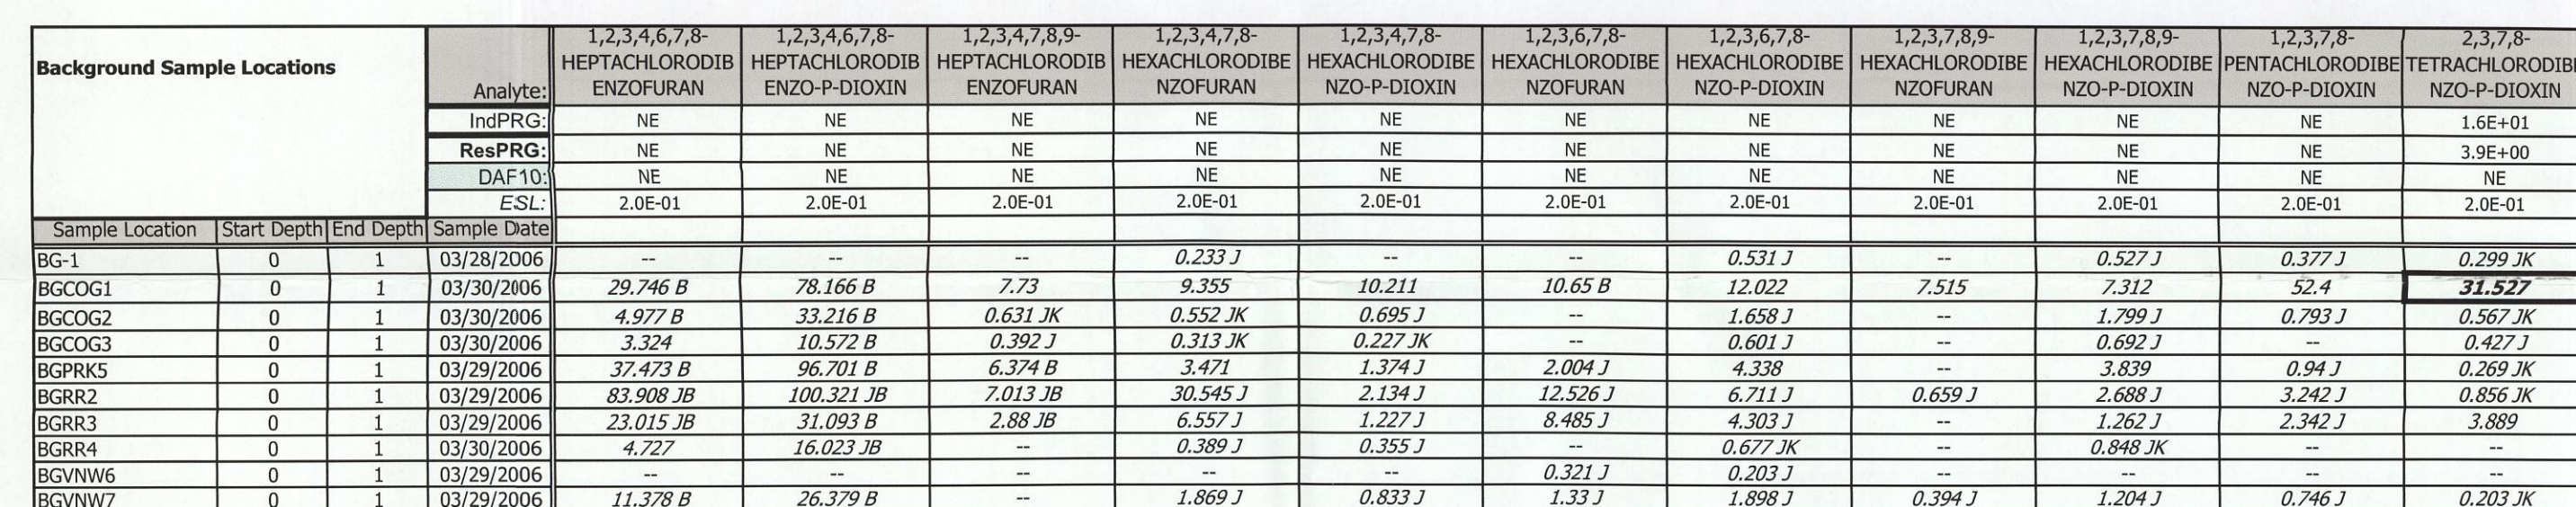 Background Sample Locations
Analyte: 1,2,3,4,6,7,8-HEPTACHLORODIBENZOFURAN 1,2,3,4,6,7,8-HEPTACHLORODIBENZO-P-DIOXIN 1,2,3,4,7,8,9-HEPTACHLORODIBENZOFURAN 1,2,3,4,7,8-HEXACHLORODIBENZOFURAN 1,2,3,4,7,8-HEXACHLORODIBENZO-P-DIOXIN 1,2,3,6,7,8-HEXACHLORODIBENZOFURAN 1,2,3,6,7,8-HEXACHLORODIBENZO-P-DIOXIN 1,2,3,7,8,9-HEXACHLORODIBENZOFURAN 1,2,3,7,8,9-HEXACHLORODIBENZO-P-DIOXIN 1,2,3,7,8-PENTACHLORODIBENZO-P-DIOXIN 2,3,7,8-TETRACHLORODIBENZO-P-DIOXIN
IndPRG: NE NE NE NE NE NE NE NE NE NE 1.6E+01
ResPRG: NE NE NE NE NE NE NE NE NE NE 3.9E+00
DAF10: NE NE NE NE NE NE NE NE NE NE NE
ESL: 2.0E-01 2.0E-01 2.0E-01 2.0E-01 2.0E-01 2.0E-01 2.0E-01 2.0E-01 2.0E-01 2.0E-01 2.0E-01
Sample Location Start Depth End Depth Sample Date
BG-1 0 1 03/28/2006 -- -- -- 0.233 J -- -- 0.531 J -- 0.527 J 0.377 J 0.299 JK
BGCOG1 0 1 03/30/2006 29.746 B 78.166 B 7.73 9.355 10.211 10.65 B 12.022 7.515 7.312 52.4 31.527
BGCOG2 0 1 03/30/2006 4.977 B 33.216 B 0.631 JK 0.552 JK 0.695 J -- 1.658 J -- 1.799 J 0.793 J 0.567 JK
BGCOG3 0 1 03/30/2006 3.324 10.572 B 0.392 J 0.313 JK 0.227 JK -- 0.601 J -- 0.692 J -- 0.427 J
BGPRK5 0 1 03/29/2006 37.473 B 96.701 B 6.374 B 3.471 1.374 J 2.004 J 4.338 -- 3.839 0.94 J 0.269 JK
BGRR2 0 1 03/29/2006 83.908 JB 100.321 JB 7.013 JB 30.545 J 2.134 J 12.526 J 6.711 J 0.659 J 2.688 J 3.242 J 0.856 JK
BGRR3 0 1 03/29/2006 23.015 JB 31.093 B 2.88 JB 6.557 J 1.227 J 8.485 J 4.303 J -- 1.262 J 2.342 J 3.889
BGRR4 0 1 03/30/2006 4.727 16.023 JB -- 0.389 J 0.355 J -- 0.677 JK -- 0.848 JK -- --
BGVNW6 0 1 03/29/2006 -- -- -- -- -- 0.321 J 0.203 J -- -- -- --
BGVNW7 0 1 03/29/2006 11.378 B 26.379 B -- 1.869 J 0.833 J 1.33 J 1.898 J 0.394 J 1.204 J 0.746 J 0.203 JK